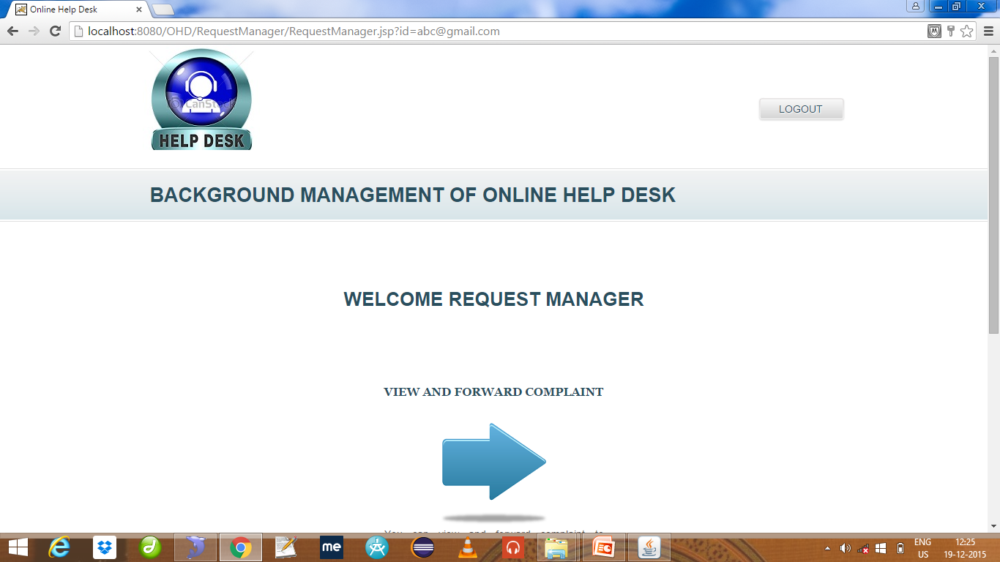 Online Help Desk
localhost:8080/OHD/RequestManager/RequestManager.jsp?id=abc@gmail.com
CanStock
HELP DESK
LOGOUT
BACKGROUND MANAGEMENT OF ONLINE HELP DESK
WELCOME REQUEST MANAGER
VIEW AND FORWARD COMPLAINT
You can view and forward complaint to
me
ENG
US
12:25
19-12-2015